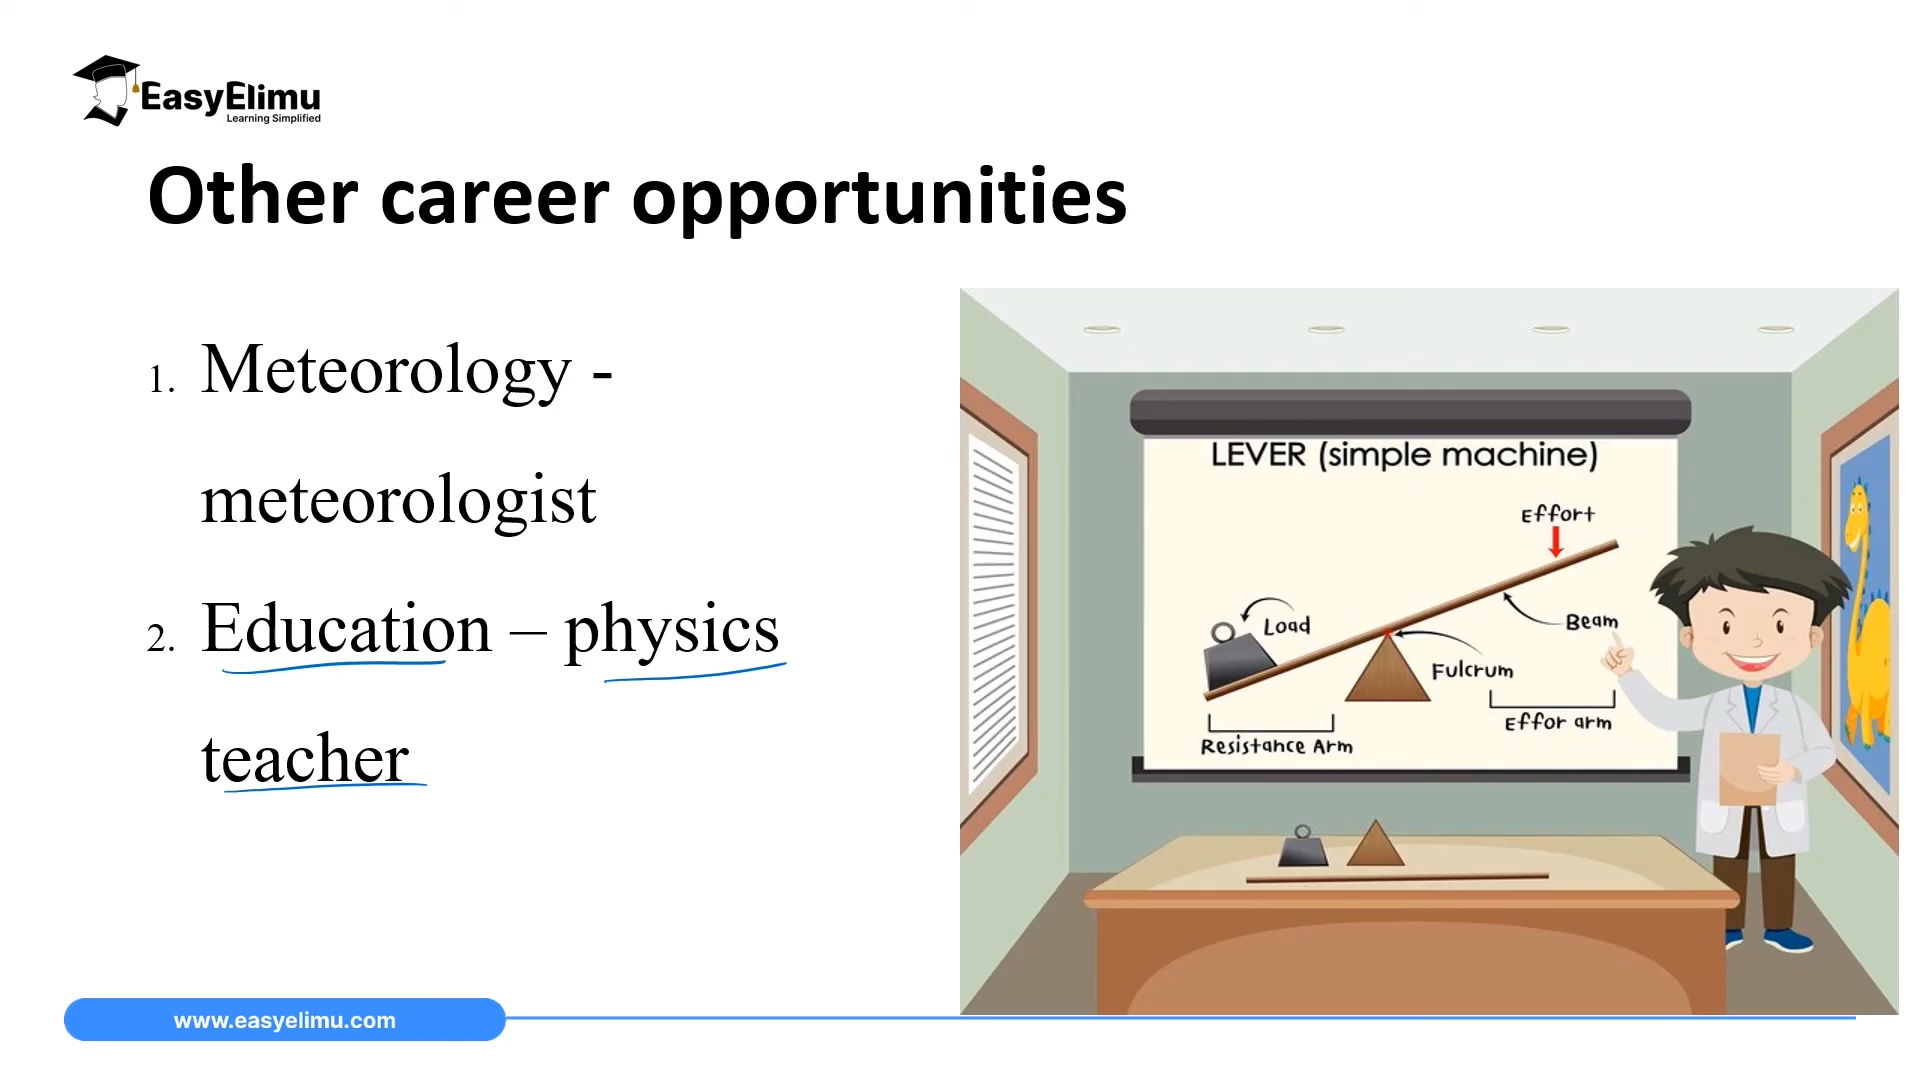 EasyElimu
Learning Simplified
Other career opportunities
1. Meteorology -
meteorologist
2. Education – physics
teacher
LEVER (simple machine)
Effort
Load
Beam
Fulcrum
Effor arm
Resistance Arm
www.easyelimu.com